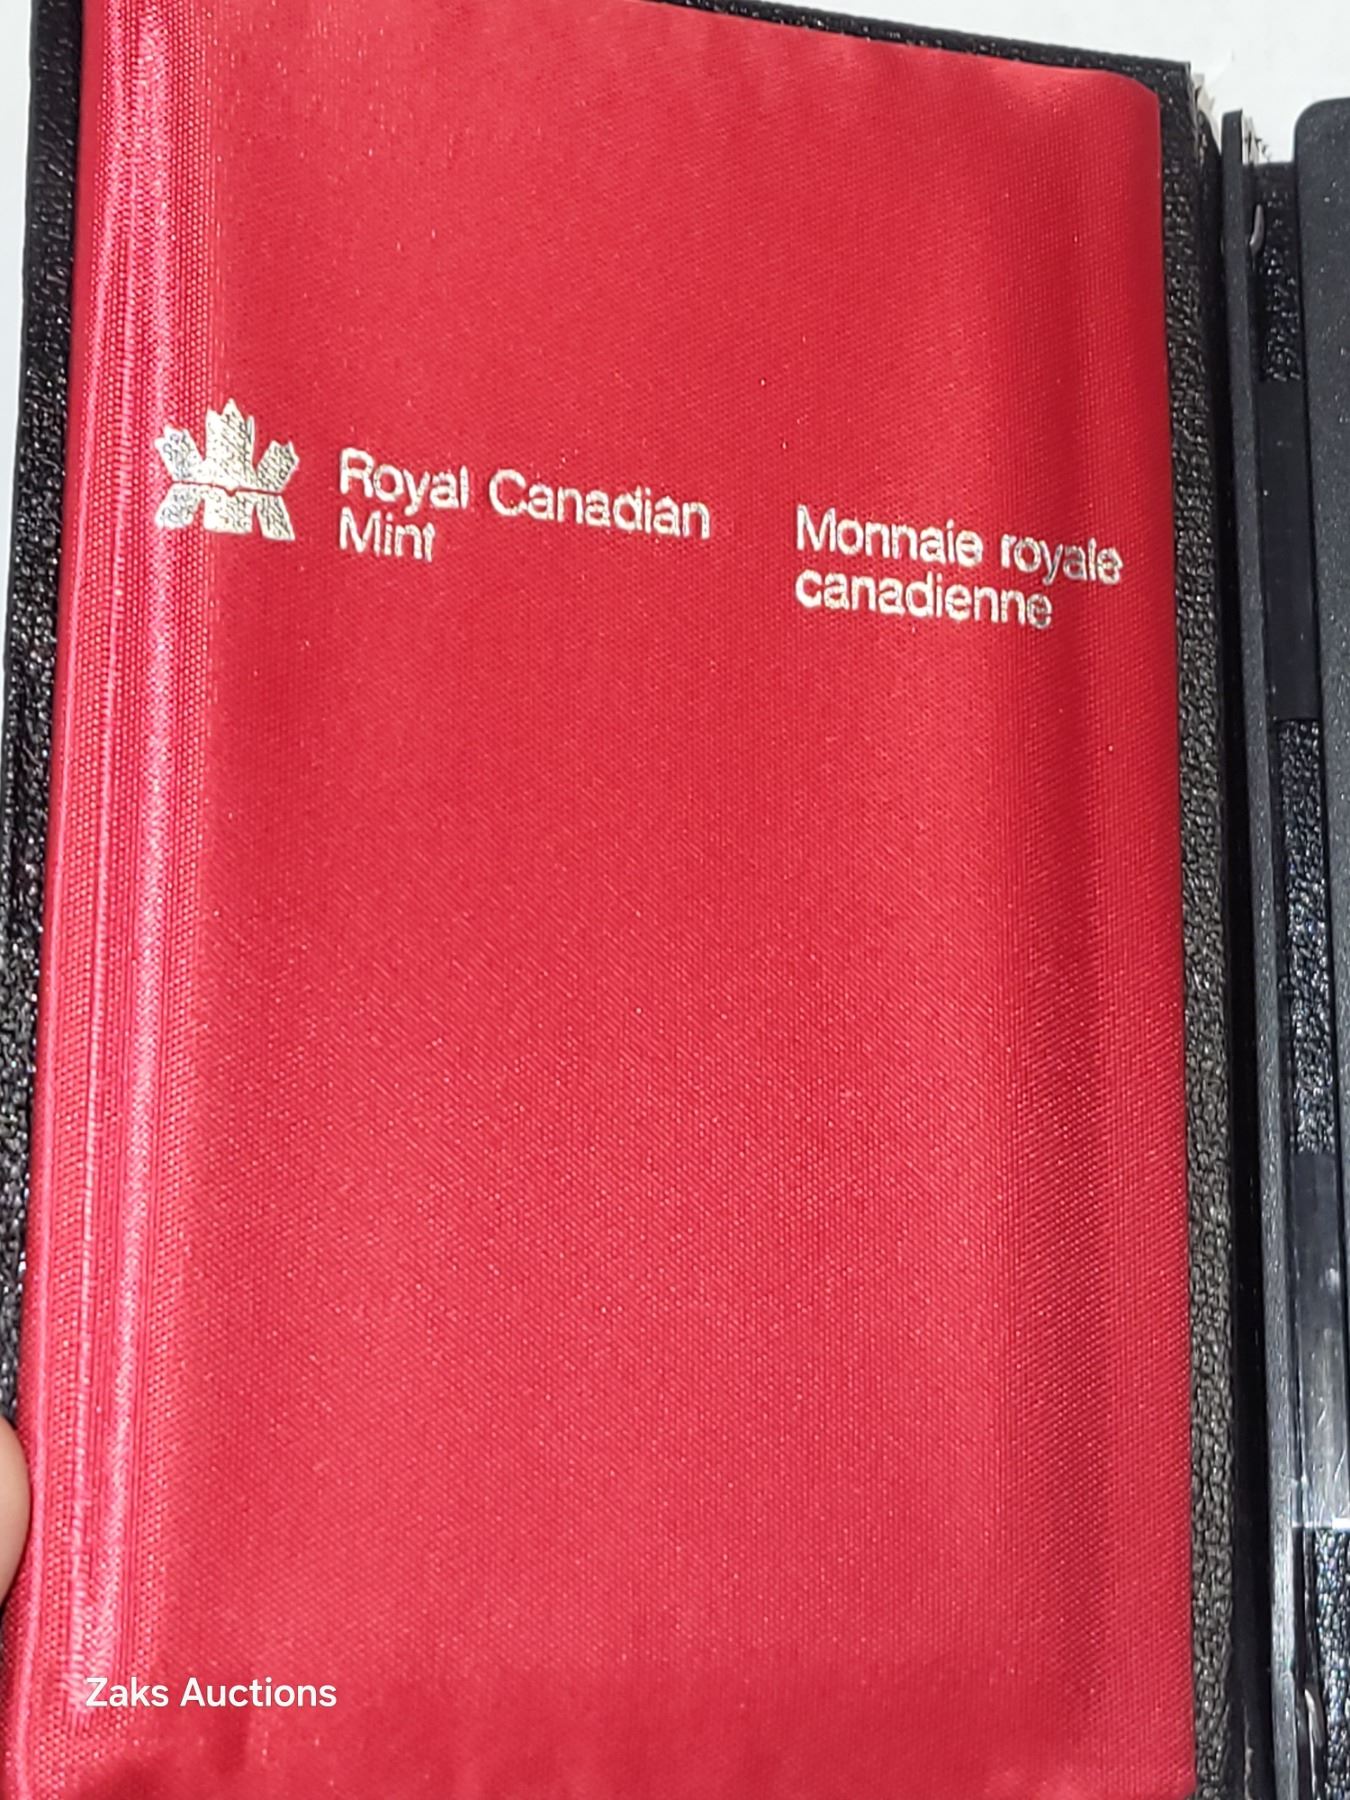 Royal Canadian
Mint
Monnaie royale
canadienne
Zaks Auctions